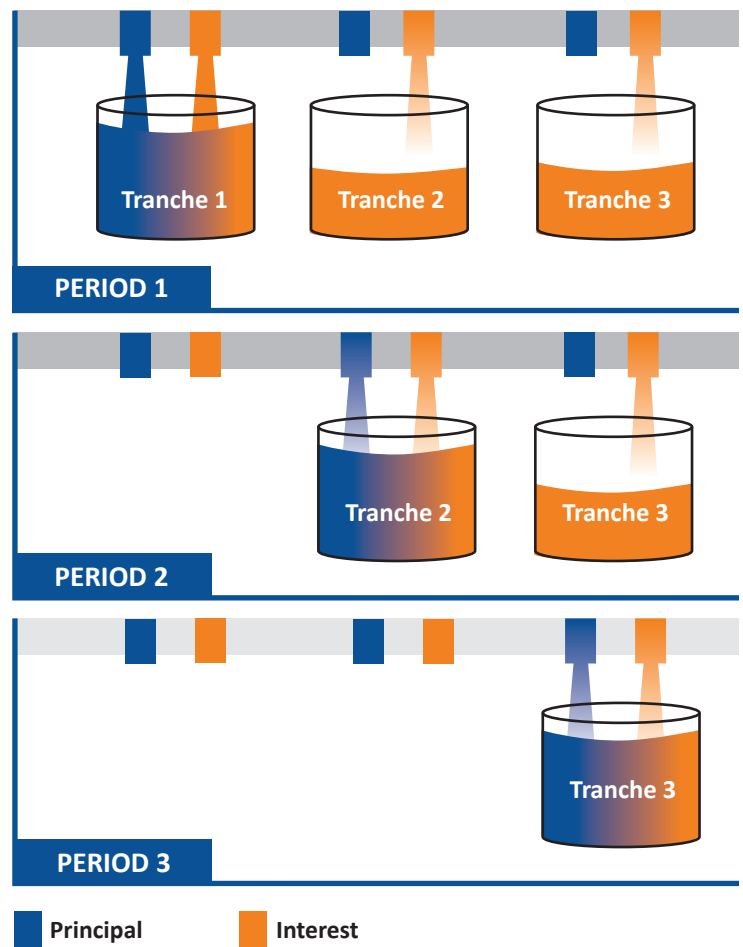 Tranche 1
Tranche 2
Tranche 3
PERIOD 1
Tranche 2
Tranche 3
PERIOD 2
Tranche 3
PERIOD 3
Principal
Interest